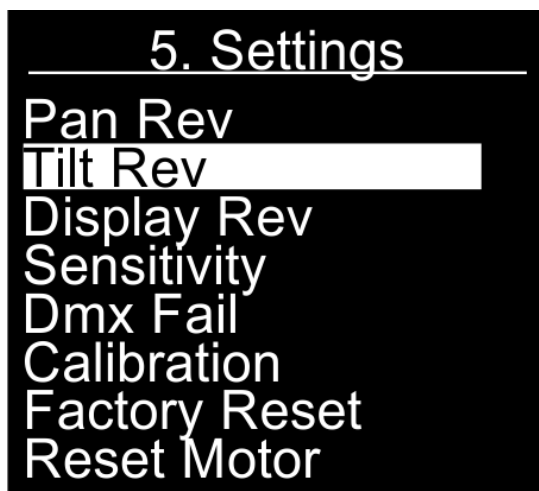 5. Settings
Pan Rev
Tilt Rev
Display Rev
Sensitivity
Dmx Fail
Calibration
Factory Reset
Reset Motor